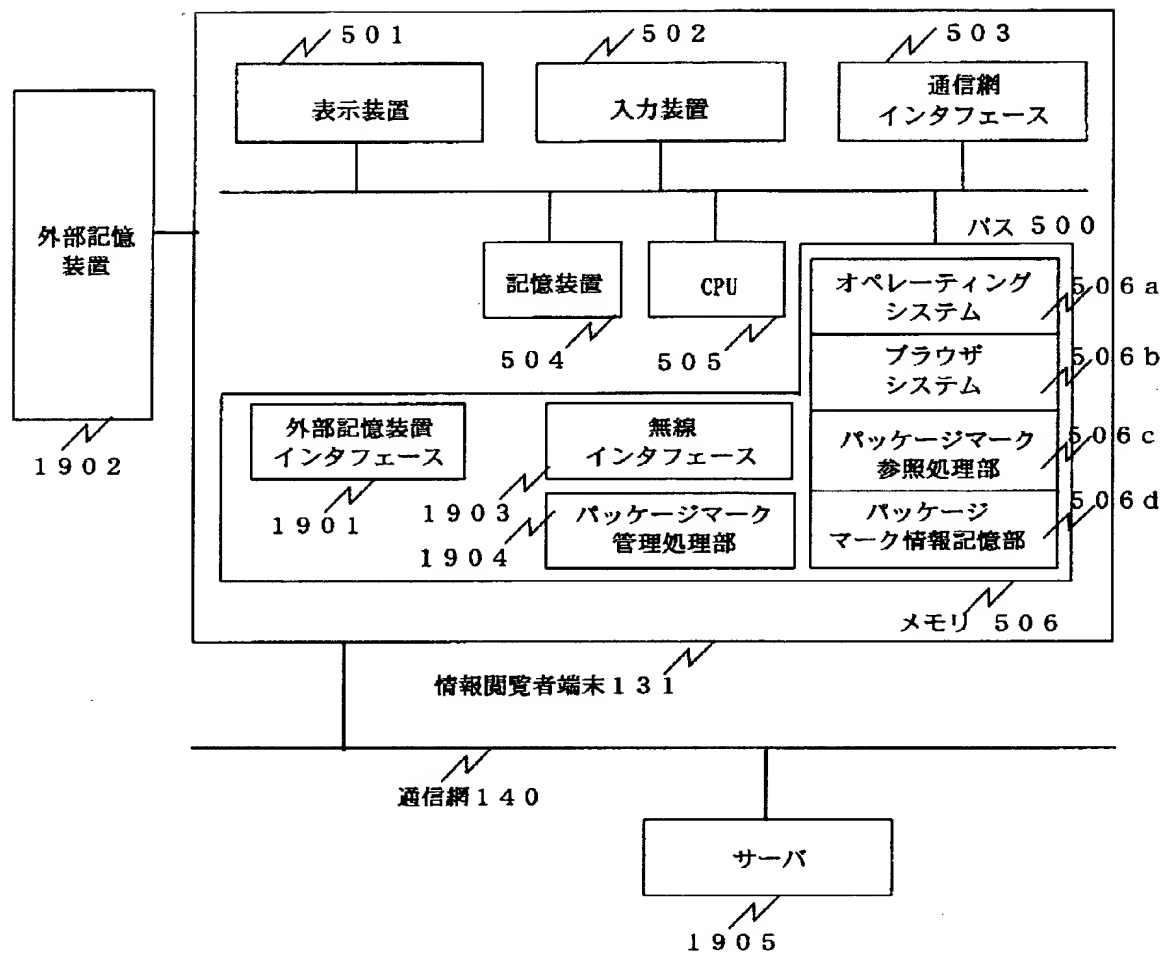 501
502
503
表示装置
入力装置
通信網
インタフェース
外部記憶
装置
バス 500
記憶装置
CPU
オペレーティング
システム
506a
504
505
ブラウザ
システム
506b
1902
外部記憶装置
インタフェース
無線
インタフェース
パッケージマーク
参照処理部
506c
1901
1903
パッケージマーク
管理処理部
1904
パッケージ
マーク情報記憶部
506d
メモリ 506
情報閲覧者端末131
通信網140
サーバ
1905